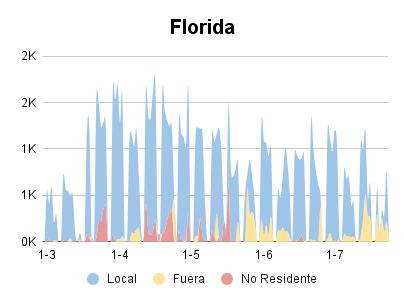 Florida
2K
2K
1K
1K
0K
1-3 1-4 1-5 1-6 1-7
Local Fuera No Residente